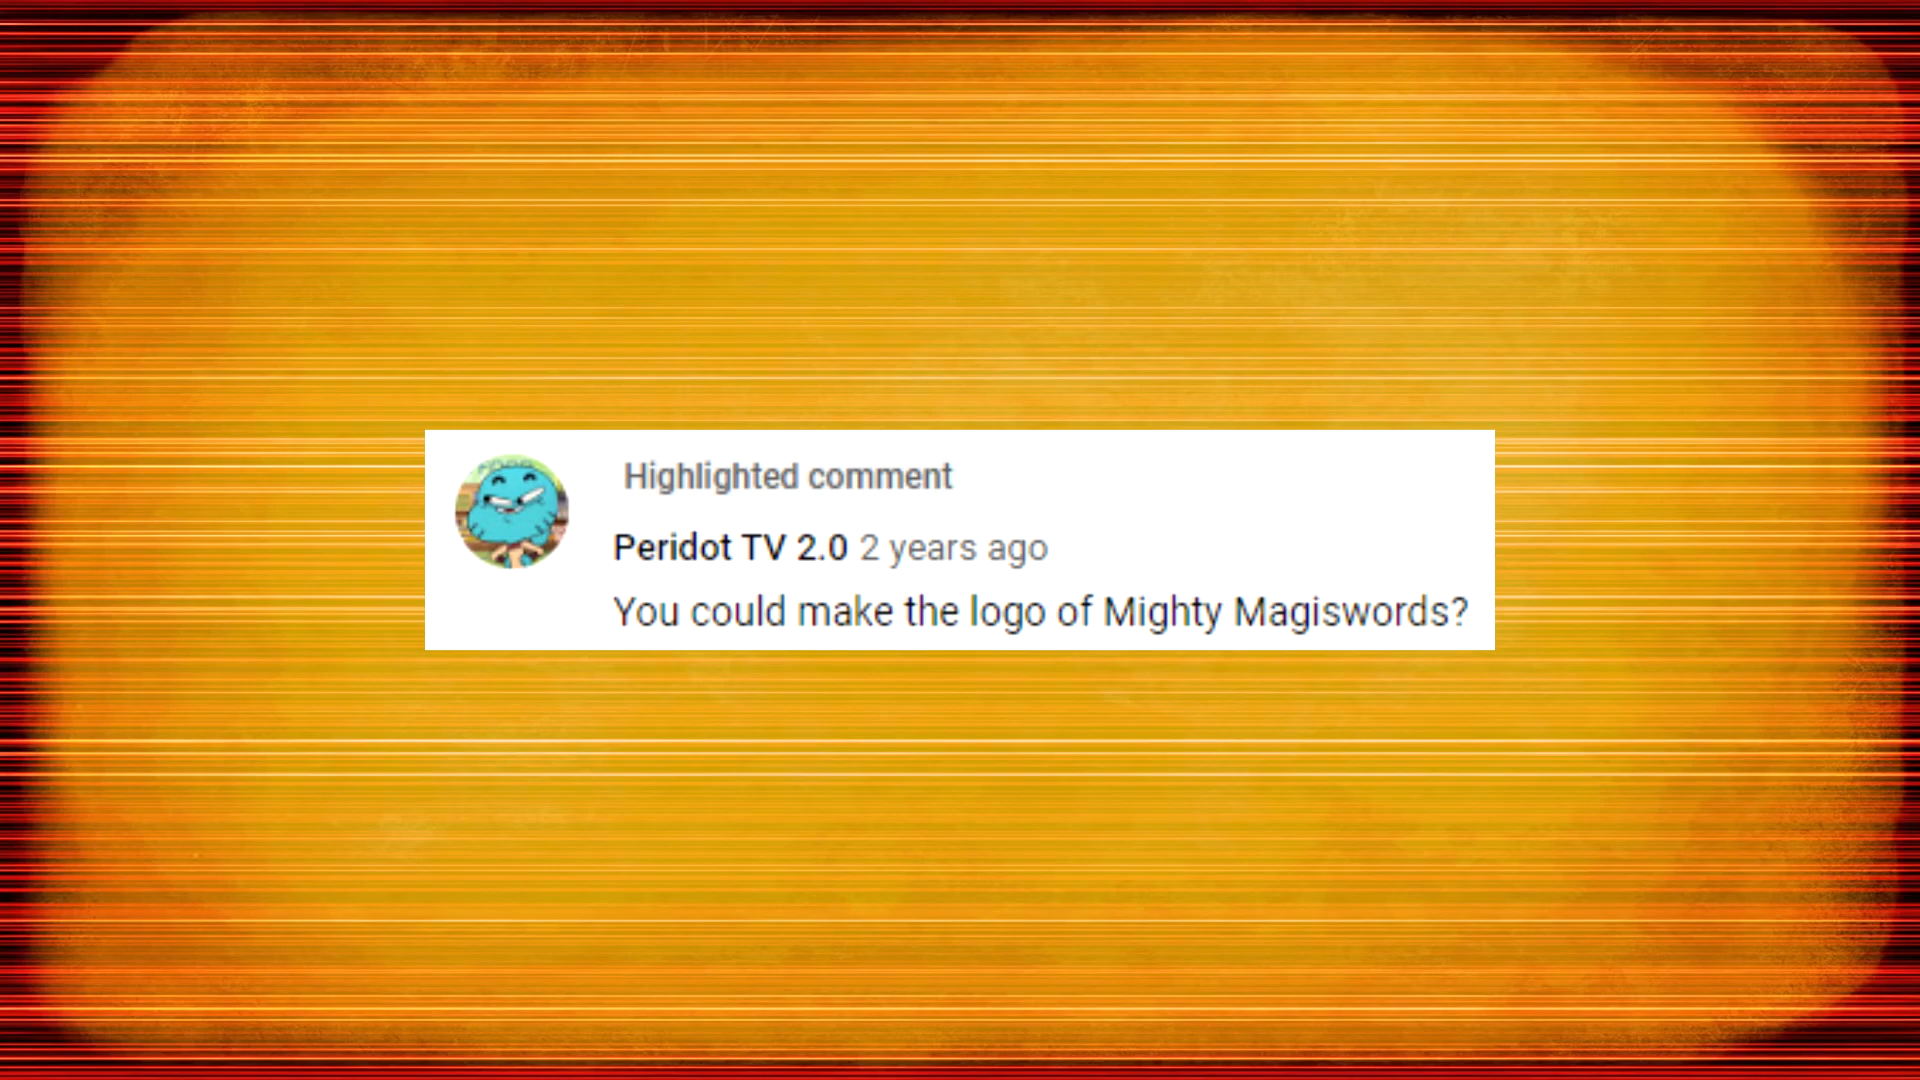 Highlighted comment
Peridot TV 2.0 2 years ago
You could make the logo of Mighty Magiswords?